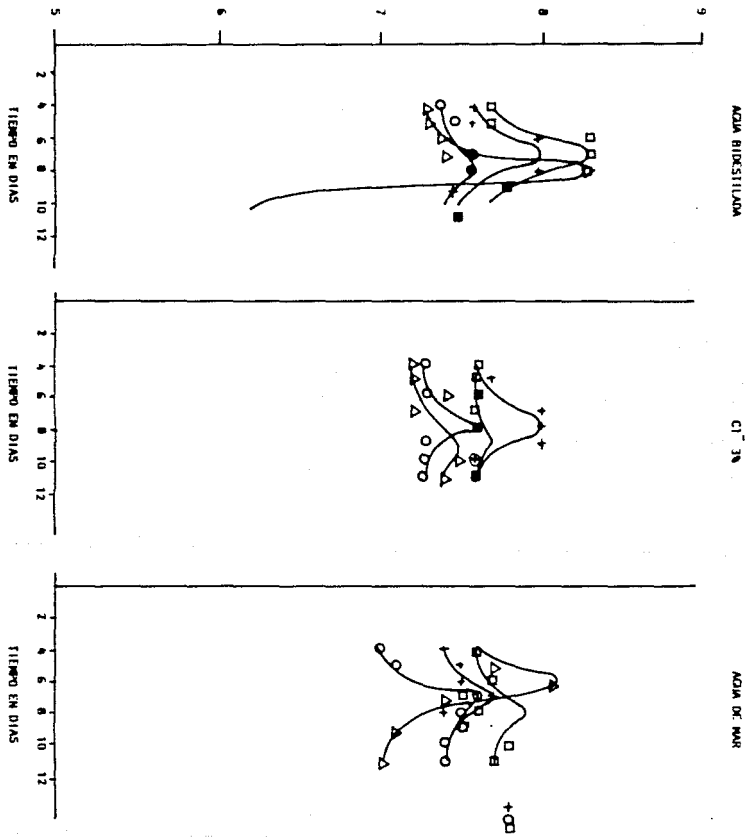 AGUA BIDESTILADA
Cl⁻ 3%
AGUA DE MAR
9
8
7
6
5
2 4 6 8 10 12
2 4 6 8 10 12
2 4 6 8 10 12
TIEMPO EN DIAS
TIEMPO EN DIAS
TIEMPO EN DIAS